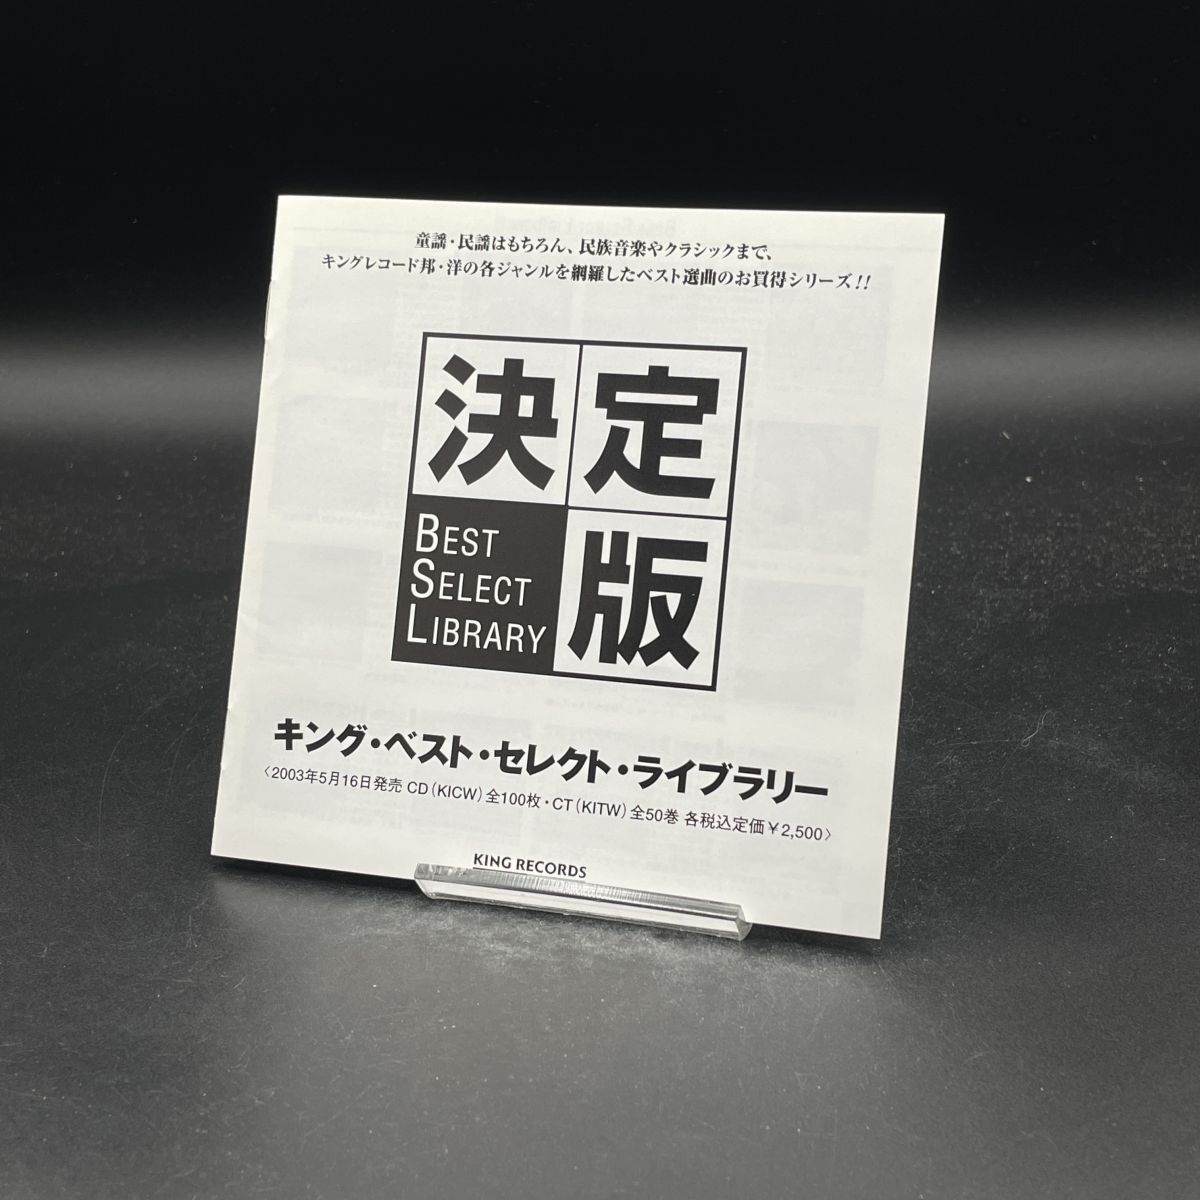 童謡・民謡はもちろん、民族音楽やクラシックまで、
キングレコード邦・洋の各ジャンルを網羅したベスト選曲のお買得シリーズ!!
決定
BEST
SELECT
LIBRARY
版
キング・ベスト・セレクト・ライブラリー
〈2003年5月16日発売 CD(KICW)全100枚・CT(KITW)全50巻 各税込定価￥2,500〉
KING RECORDS